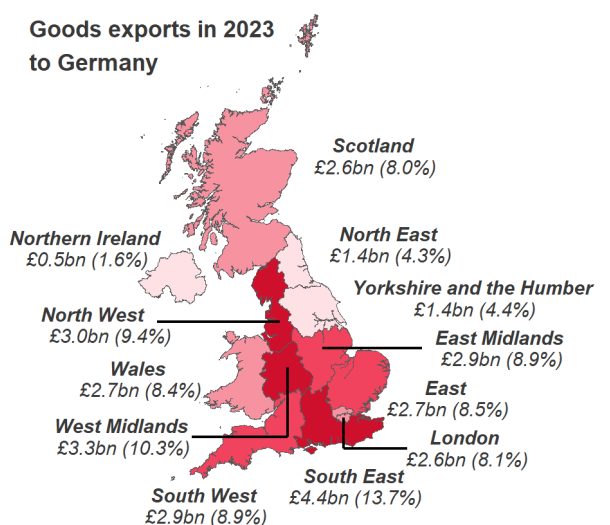 Goods exports in 2023
to Germany
Scotland
£2.6bn (8.0%)
Northern Ireland
£0.5bn (1.6%)
North East
£1.4bn (4.3%)
Yorkshire and the Humber
£1.4bn (4.4%)
North West
£3.0bn (9.4%)
East Midlands
£2.9bn (8.9%)
Wales
£2.7bn (8.4%)
East
£2.7bn (8.5%)
West Midlands
£3.3bn (10.3%)
London
£2.6bn (8.1%)
South East
£4.4bn (13.7%)
South West
£2.9bn (8.9%)